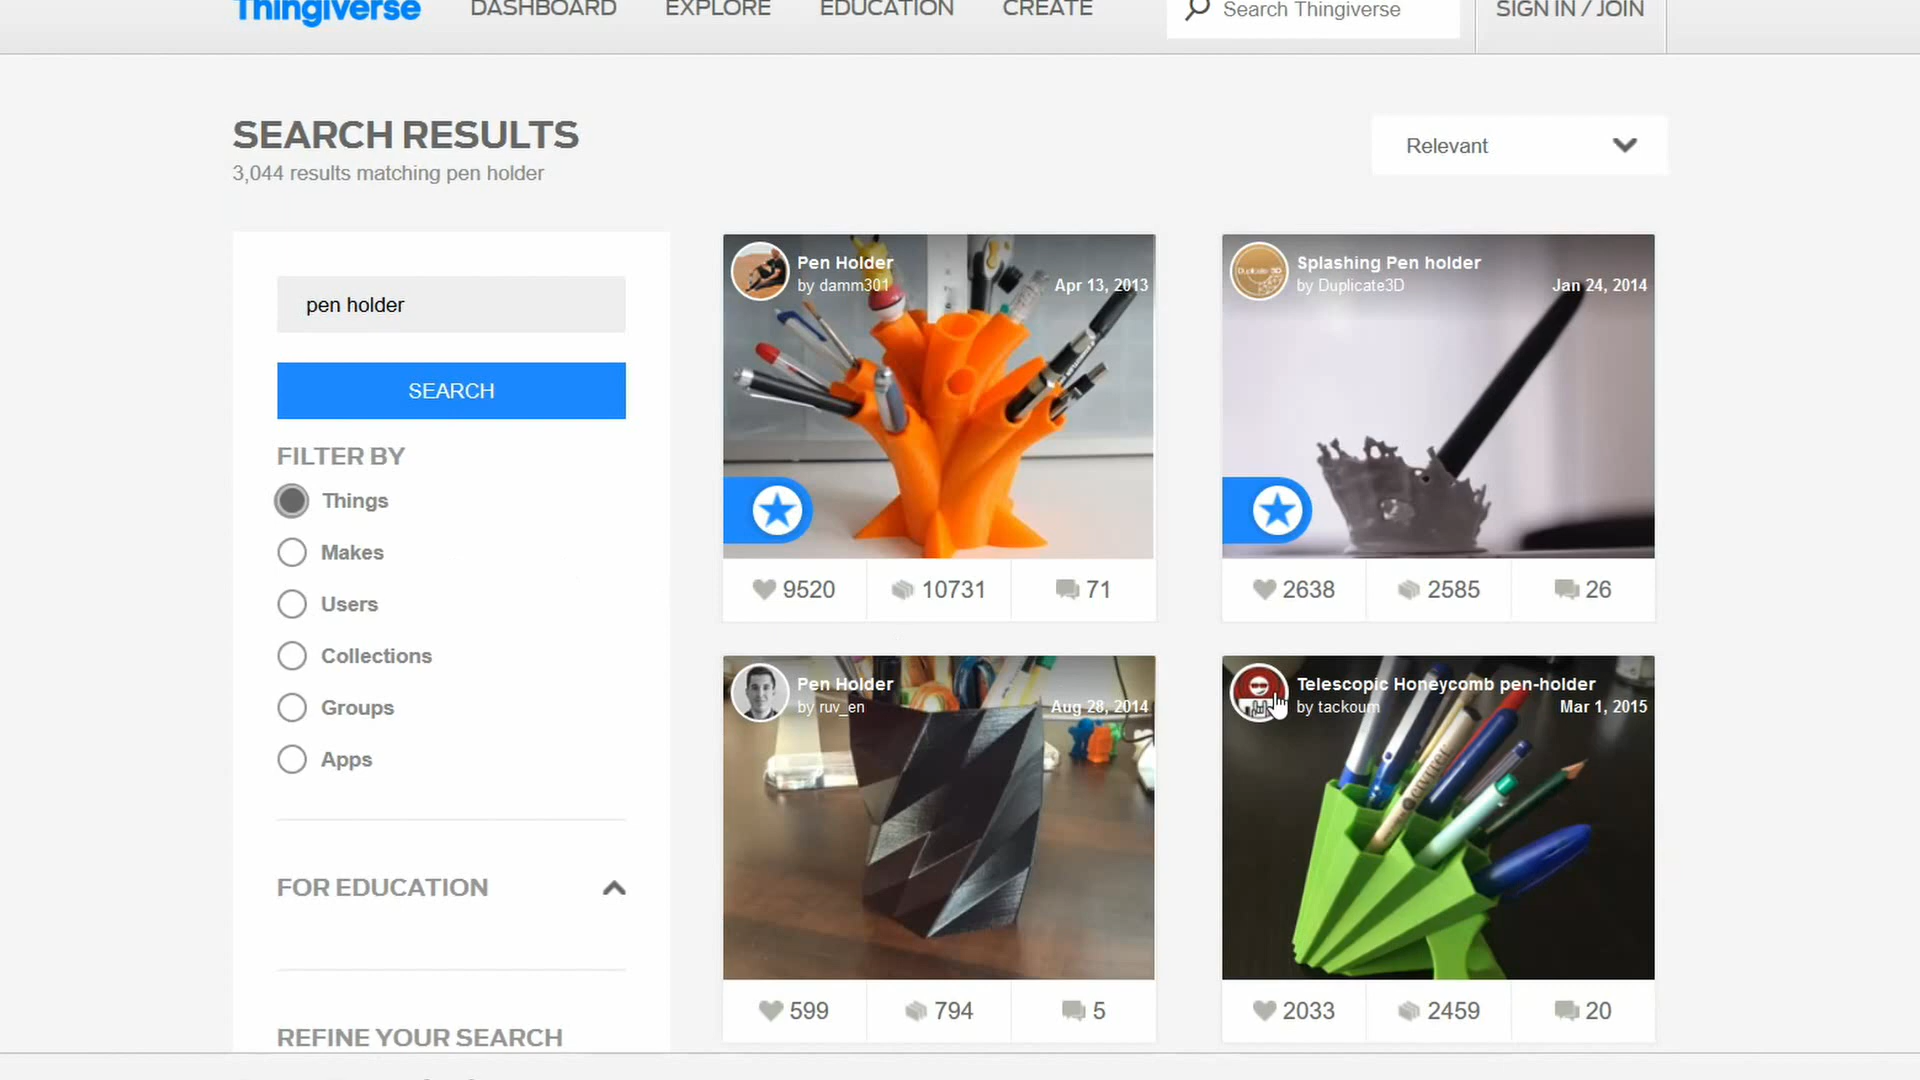 Thingiverse DASHBOARD EXPLORE EDUCATION CREATE Search Thingiverse SIGN IN / JOIN
SEARCH RESULTS
3,044 results matching pen holder
Relevant
pen holder
SEARCH
FILTER BY
Things
Makes
Users
Collections
Groups
Apps
FOR EDUCATION
REFINE YOUR SEARCH
Pen Holder
by damm301
Apr 13, 2013
9520 10731 71
Duplicate 3D
Splashing Pen holder
by Duplicate3D
Jan 24, 2014
2638 2585 26
Pen Holder
by ruv_en
Aug 28, 2014
599 794 5
Telescopic Honeycomb pen-holder
by tackoum
Mar 1, 2015
2033 2459 20